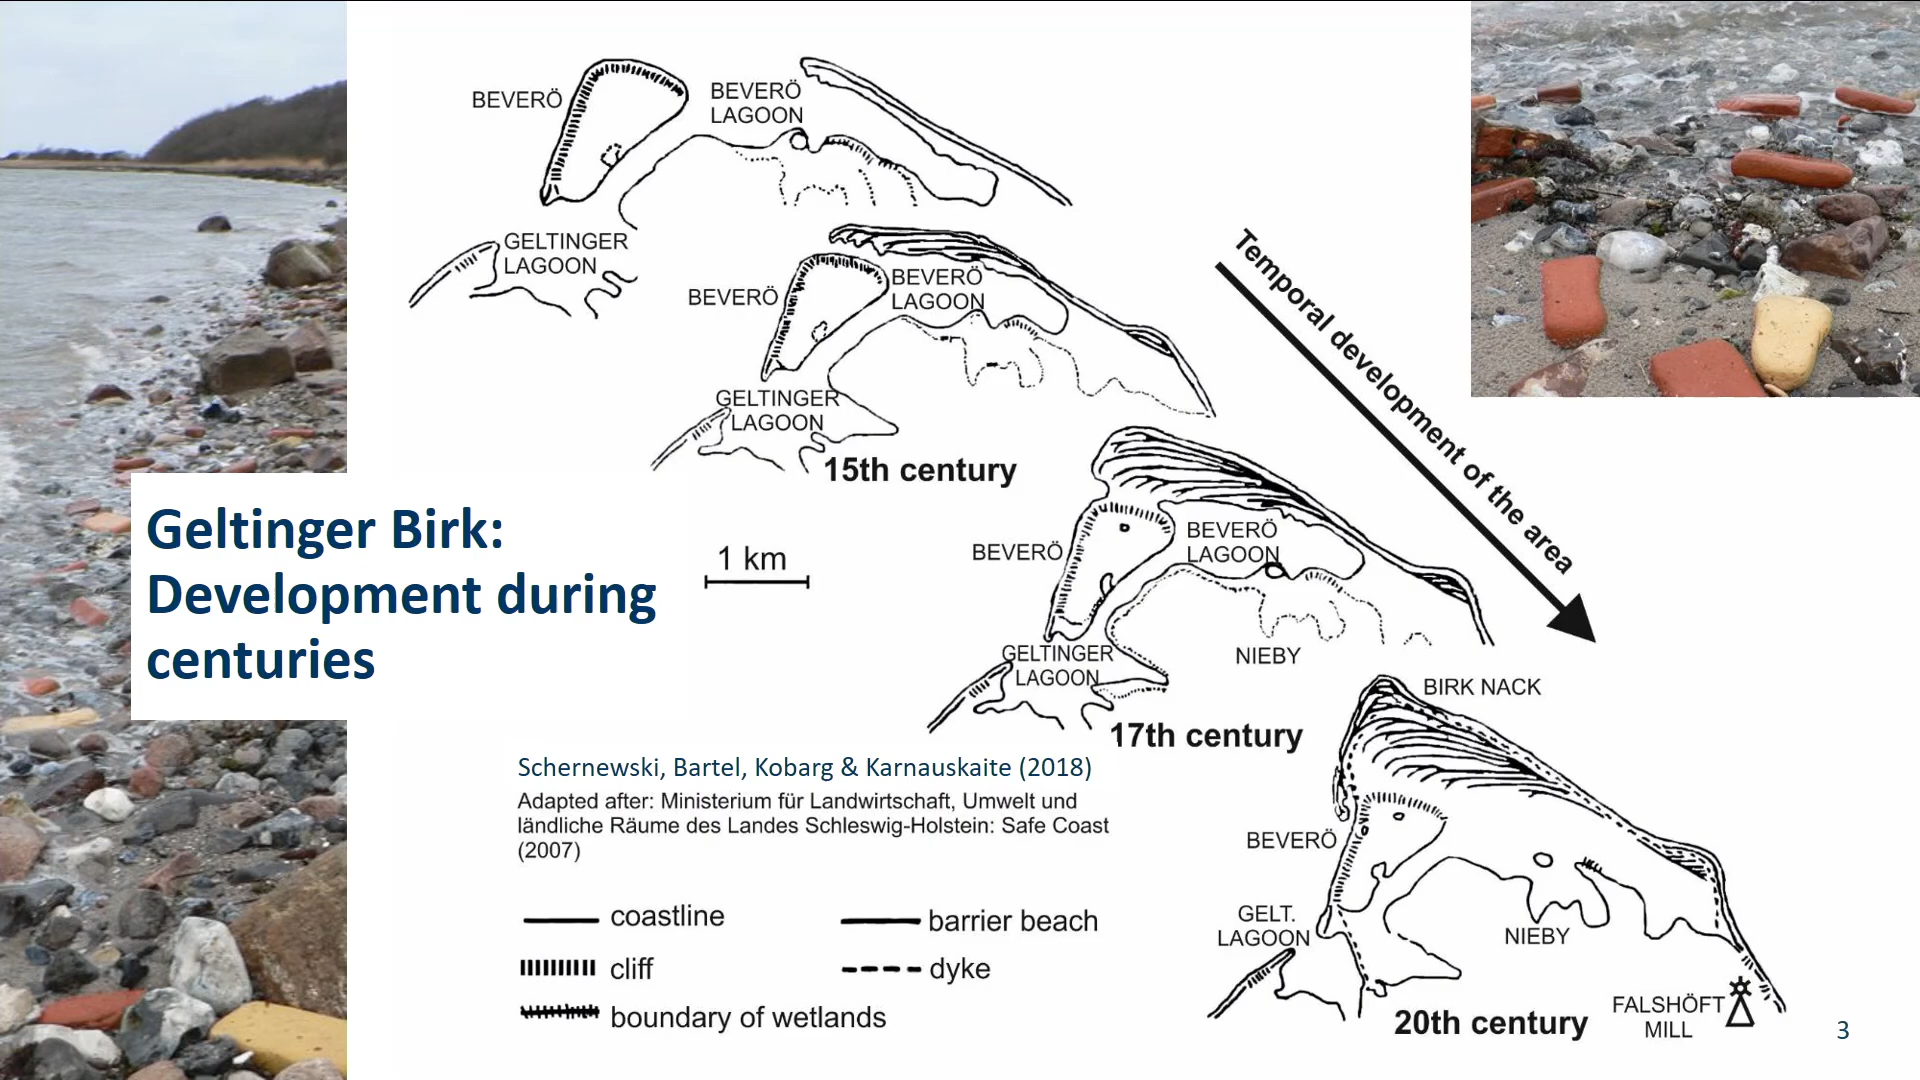 BEVERÖ
BEVERÖ
LAGOON
GELTINGER
LAGOON
BEVERÖ
BEVERÖ
LAGOON
GELTINGER
LAGOON
15th century
Temporal development of the area
Geltinger Birk:
Development during
centuries
1 km
BEVERÖ
BEVERÖ
LAGOON
GELTINGER
LAGOON
NIEBY
17th century
BIRK NACK
BEVERÖ
GELT.
LAGOON
NIEBY
20th century
FALSHÖFT
MILL
Schernewski, Bartel, Kobarg & Karnauskaite (2018)
Adapted after: Ministerium für Landwirtschaft, Umwelt und
ländliche Räume des Landes Schleswig-Holstein: Safe Coast
(2007)
coastline
barrier beach
cliff
dyke
boundary of wetlands
3